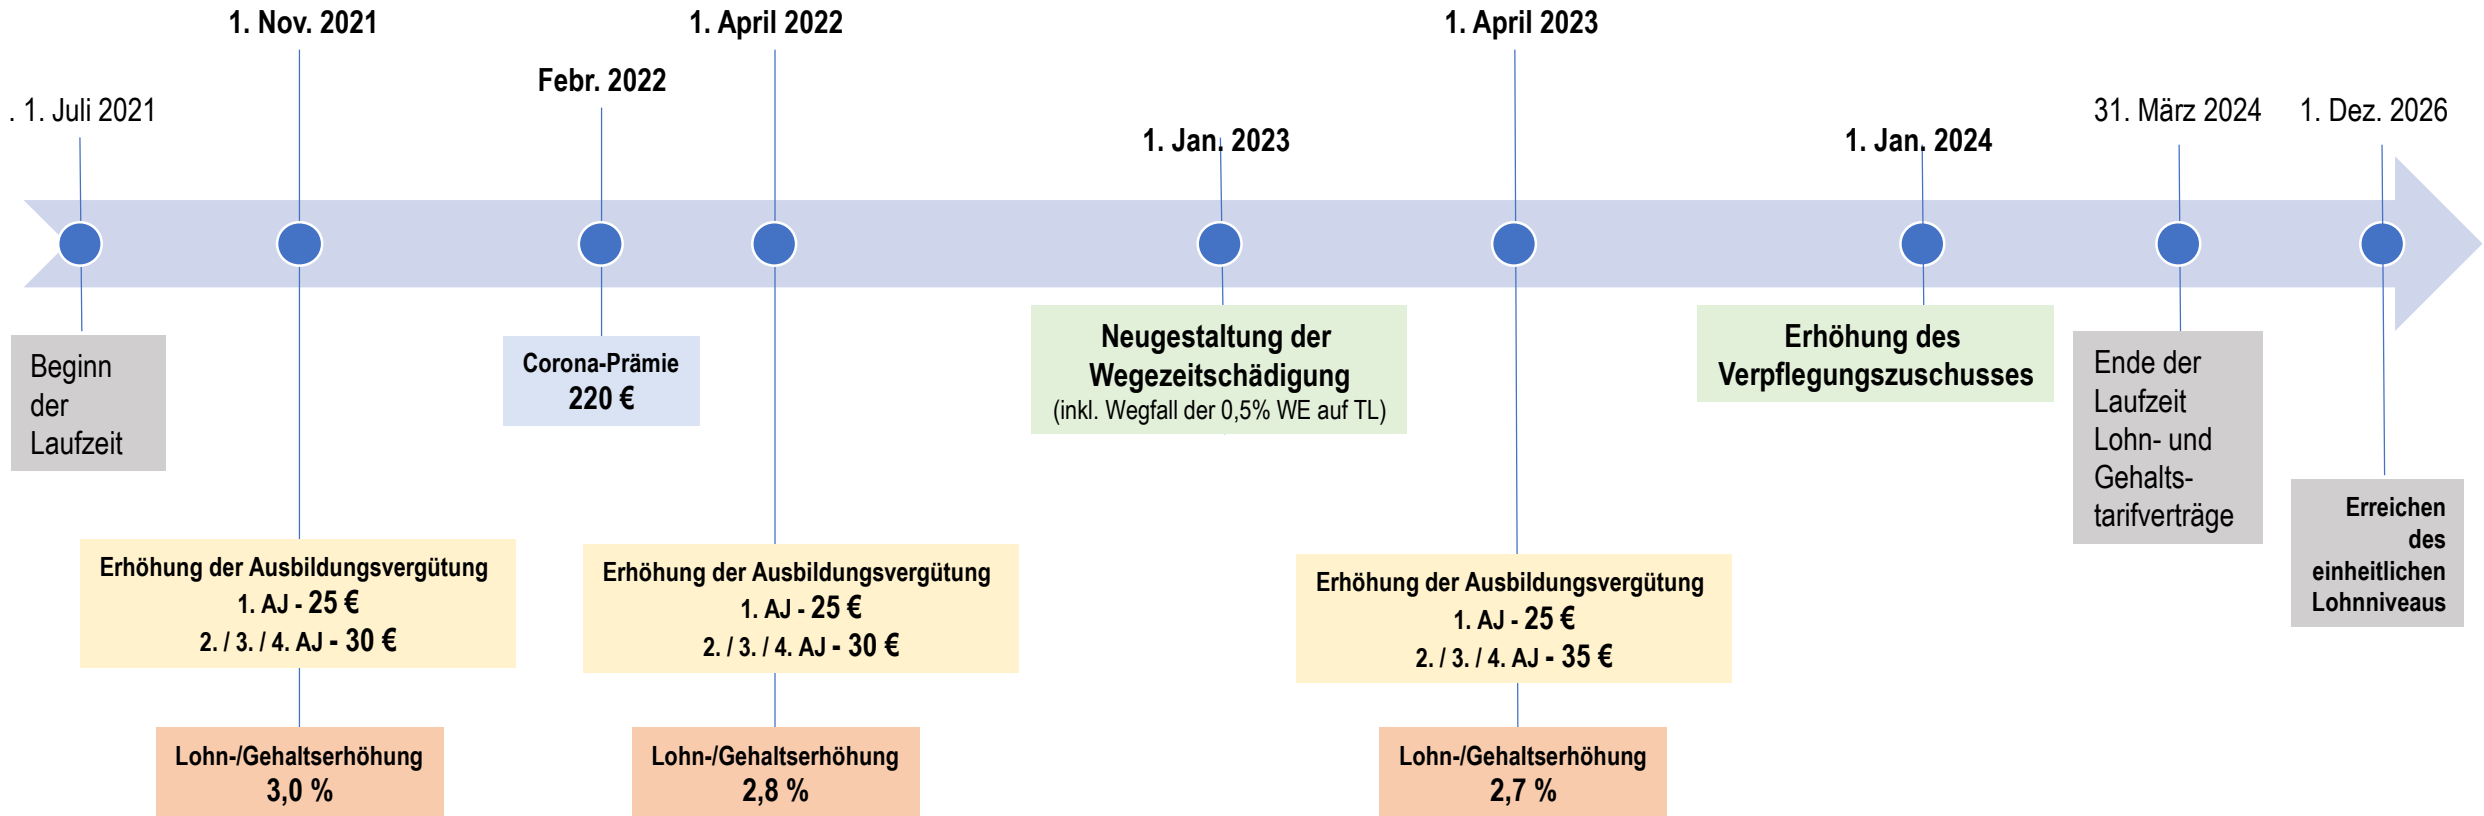 1. Nov. 2021
1. April 2022
1. April 2023
Febr. 2022
. 1. Juli 2021
31. März 2024
1. Dez. 2026
1. Jan. 2023
1. Jan. 2024
Beginn
der
Laufzeit
Corona-Prämie
220 €
Neugestaltung der
Wegezeitschädigung
(inkl. Wegfall der 0,5% WE auf TL)
Erhöhung des
Verpflegungszuschusses
Ende der
Laufzeit
Lohn- und
Gehalts-
tarifverträge
Erreichen
des
einheitlichen
Lohnniveaus
Erhöhung der Ausbildungsvergütung
1. AJ - 25 €
2. / 3. / 4. AJ - 30 €
Erhöhung der Ausbildungsvergütung
1. AJ - 25 €
2. / 3. / 4. AJ - 30 €
Erhöhung der Ausbildungsvergütung
1. AJ - 25 €
2. / 3. / 4. AJ - 35 €
Lohn-/Gehaltserhöhung
3,0 %
Lohn-/Gehaltserhöhung
2,8 %
Lohn-/Gehaltserhöhung
2,7 %